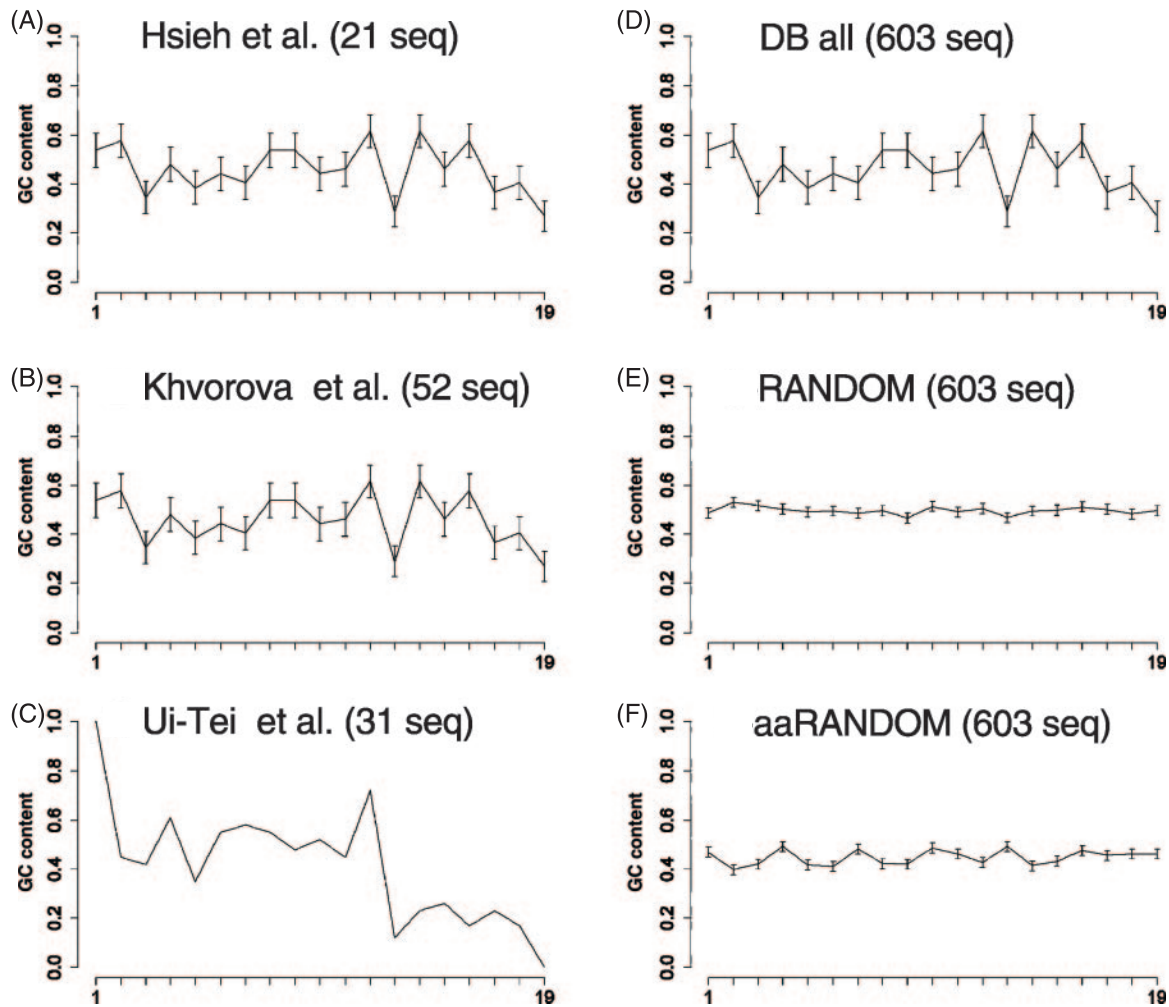 (A)
Hsieh et al. (21 seq)
GC content
0.0 0.2 0.4 0.6 0.8 1.0
1 19
(B)
Khvorova et al. (52 seq)
GC content
0.0 0.2 0.4 0.6 0.8 1.0
1 19
(C)
Ui-Tei et al. (31 seq)
GC content
0.0 0.2 0.4 0.6 0.8 1.0
1 19
(D)
DB all (603 seq)
GC content
0.0 0.2 0.4 0.6 0.8 1.0
1 19
(E)
RANDOM (603 seq)
GC content
0.0 0.2 0.4 0.6 0.8 1.0
1 19
(F)
aaRANDOM (603 seq)
GC content
0.0 0.2 0.4 0.6 0.8 1.0
1 19